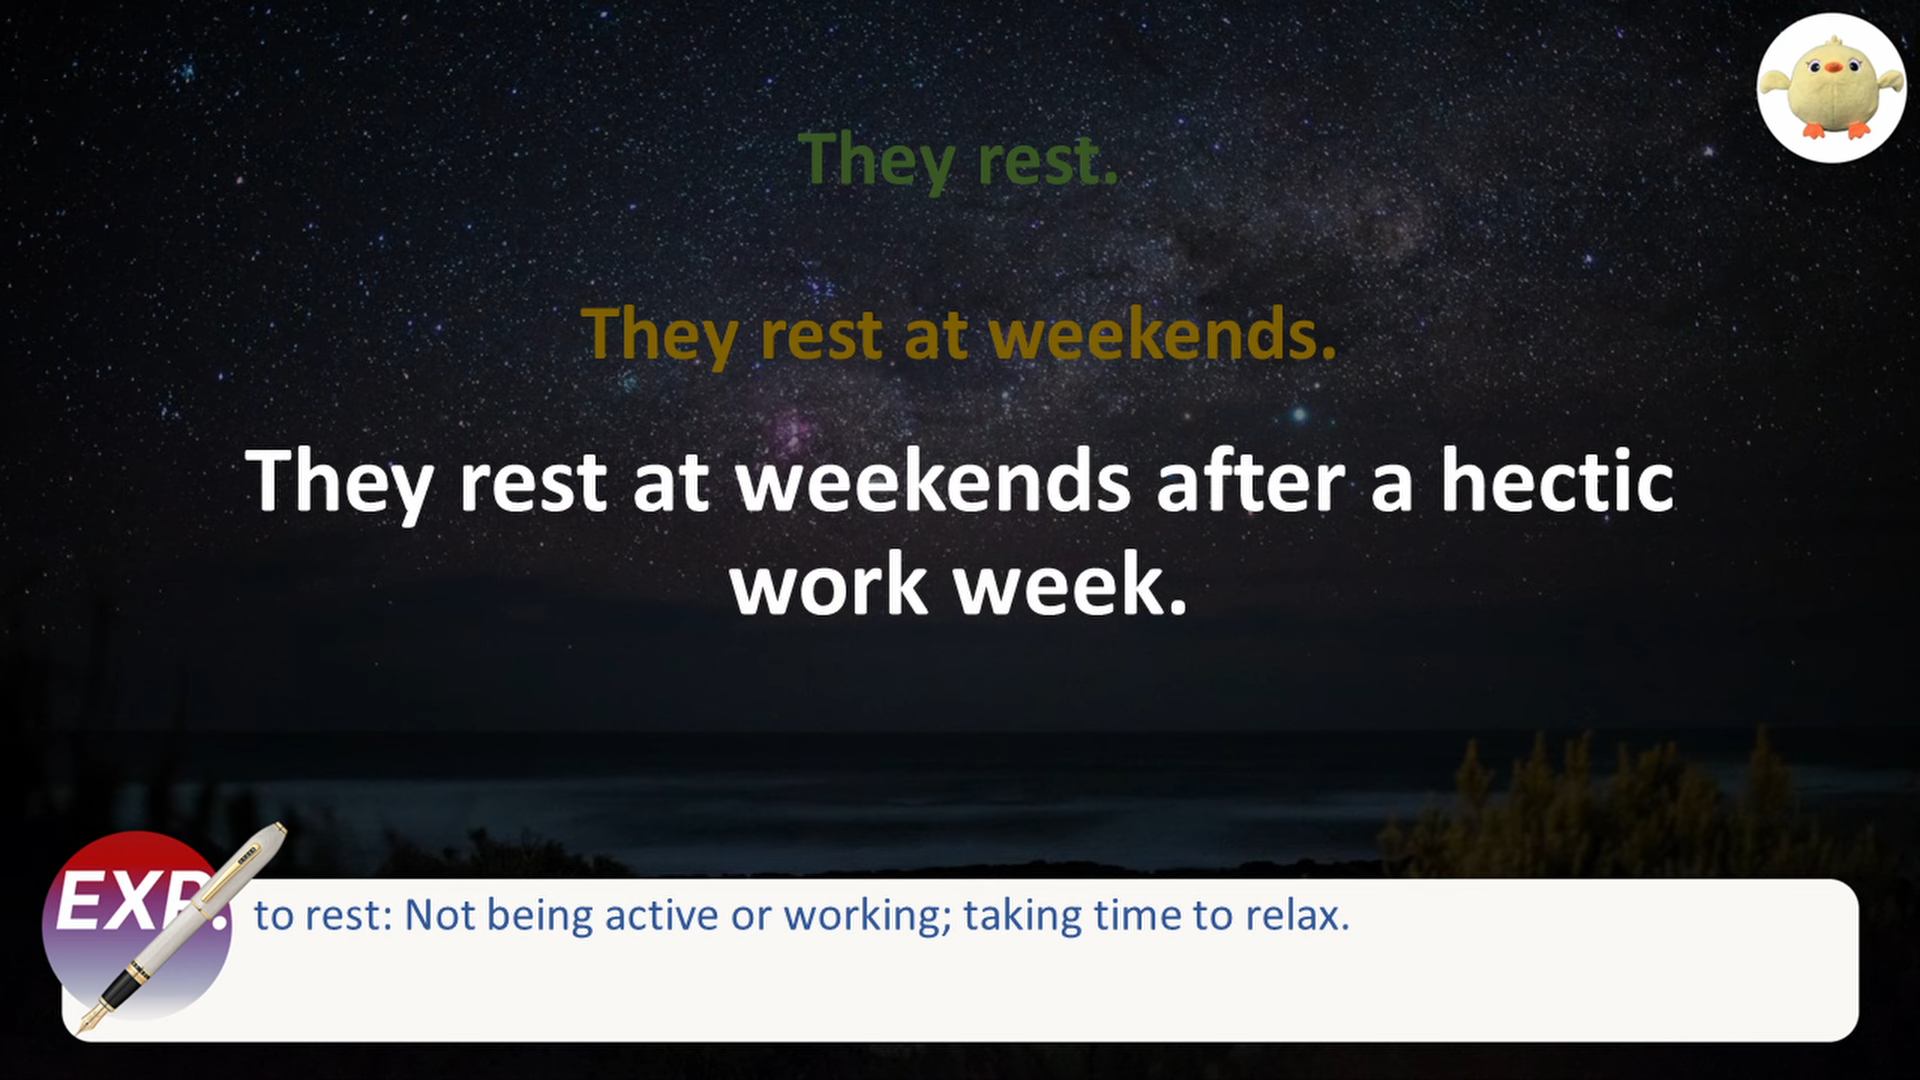 They rest.
They rest at weekends.
They rest at weekends after a hectic
work week.
EXP.
to rest: Not being active or working; taking time to relax.